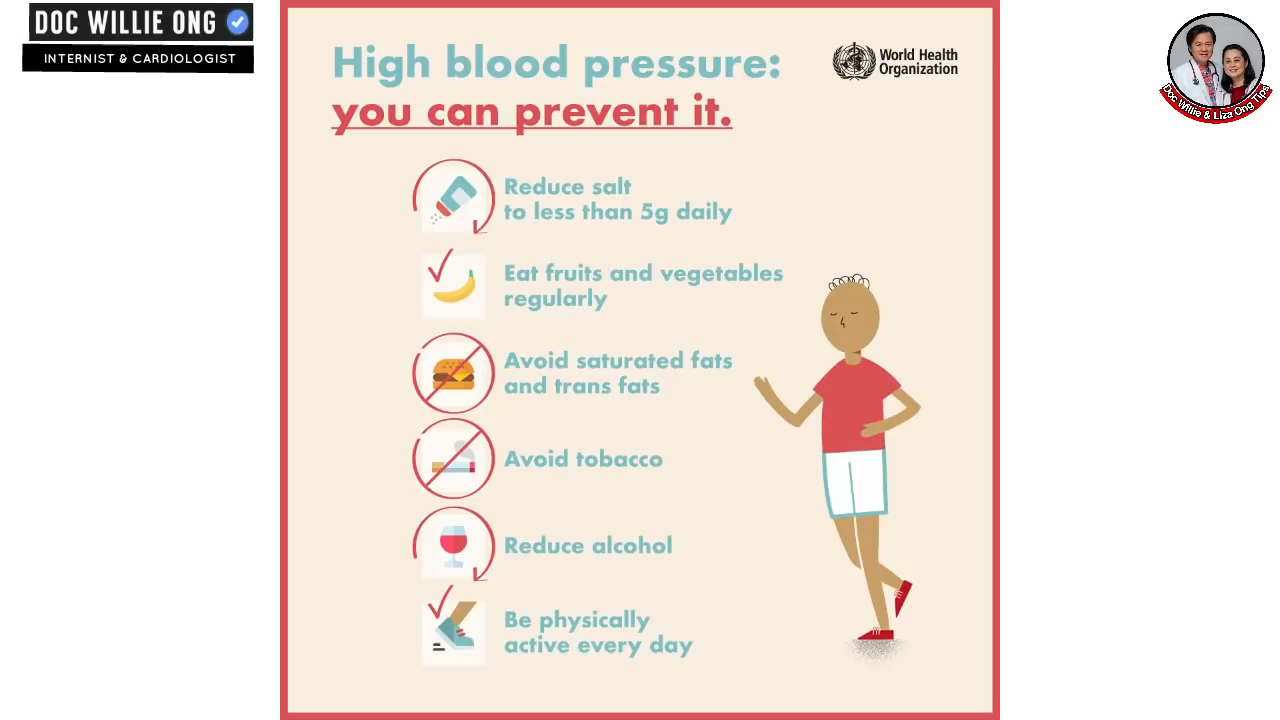 DOC WILLIE ONG
INTERNIST & CARDIOLOGIST
High blood pressure:
you can prevent it.
World Health
Organization
Doc Willie & Liza Ong Tips
Reduce salt
to less than 5g daily
Eat fruits and vegetables
regularly
Avoid saturated fats
and trans fats
Avoid tobacco
Reduce alcohol
Be physically
active every day